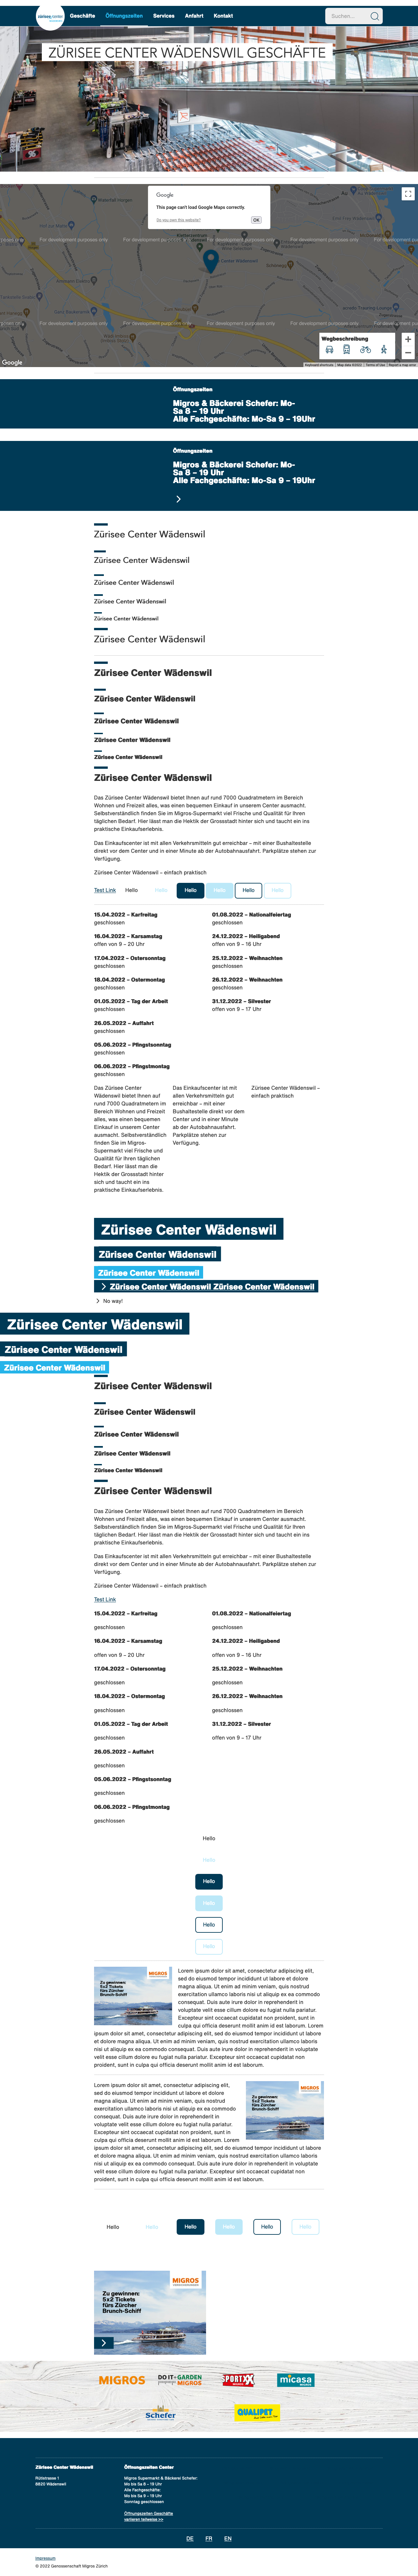 zürisee center
Geschäfte
Öffnungszeiten
Services
Anfahrt
Kontakt
Suchen...
ZÜRISEE CENTER WÄDENSWIL GESCHÄFTE
Google
This page can't load Google Maps correctly.
Do you own this website?
OK
For development purposes only
For development purposes only
For development purposes only
For development purposes only
For development purposes only
For development purposes only
For development purposes only
Wegbeschreibung
Google
Keyboard shortcuts
Map data ©2022
Terms of Use
Report a map error
Öffnungszeiten
Migros & Bäckerei Schefer: Mo-
Sa 8 – 19 Uhr
Alle Fachgeschäfte: Mo-Sa 9 – 19Uhr
Öffnungszeiten
Migros & Bäckerei Schefer: Mo-
Sa 8 – 19 Uhr
Alle Fachgeschäfte: Mo-Sa 9 – 19Uhr
Zürisee Center Wädenswil
Zürisee Center Wädenswil
Zürisee Center Wädenswil
Zürisee Center Wädenswil
Zürisee Center Wädenswil
Zürisee Center Wädenswil
Zürisee Center Wädenswil
Zürisee Center Wädenswil
Zürisee Center Wädenswil
Zürisee Center Wädenswil
Zürisee Center Wädenswil
Zürisee Center Wädenswil
Das Zürisee Center Wädenswil bietet Ihnen auf rund 7000 Quadratmetern im Bereich
Wohnen und Freizeit alles, was einen bequemen Einkauf in unserem Center ausmacht.
Selbstverständlich finden Sie im Migros-Supermarkt viel Frische und Qualität für Ihren
täglichen Bedarf. Hier lässt man die Hektik der Grossstadt hinter sich und taucht ein ins
praktische Einkaufserlebnis.
Das Einkaufscenter ist mit allen Verkehrsmitteln gut erreichbar – mit einer Bushaltestelle
direkt vor dem Center und in einer Minute ab der Autobahnausfahrt. Parkplätze stehen zur
Verfügung.
Zürisee Center Wädenswil – einfach praktisch
Test Link
Hello
Hello
Hello
Hello
Hello
Hello
15.04.2022 – Karfreitag
geschlossen
16.04.2022 – Karsamstag
offen von 9 – 20 Uhr
17.04.2022 – Ostersonntag
geschlossen
18.04.2022 – Ostermontag
geschlossen
01.05.2022 – Tag der Arbeit
geschlossen
26.05.2022 – Auffahrt
geschlossen
05.06.2022 – Pfingstsonntag
geschlossen
06.06.2022 – Pfingstmontag
geschlossen
01.08.2022 – Nationalfeiertag
geschlossen
24.12.2022 – Heiligabend
offen von 9 – 16 Uhr
25.12.2022 – Weihnachten
geschlossen
26.12.2022 – Weihnachten
geschlossen
31.12.2022 – Silvester
offen von 9 – 17 Uhr
Das Zürisee Center
Wädenswil bietet Ihnen auf
rund 7000 Quadratmetern im
Bereich Wohnen und Freizeit
alles, was einen bequemen
Einkauf in unserem Center
ausmacht. Selbstverständlich
finden Sie im Migros-
Supermarkt viel Frische und
Qualität für Ihren täglichen
Bedarf. Hier lässt man die
Hektik der Grossstadt hinter
sich und taucht ein ins
praktische Einkaufserlebnis.
Das Einkaufscenter ist mit
allen Verkehrsmitteln gut
erreichbar – mit einer
Bushaltestelle direkt vor dem
Center und in einer Minute
ab der Autobahnausfahrt.
Parkplätze stehen zur
Verfügung.
Zürisee Center Wädenswil –
einfach praktisch
Zürisee Center Wädenswil
Zürisee Center Wädenswil
Zürisee Center Wädenswil
Zürisee Center Wädenswil Zürisee Center Wädenswil
No way!
Zürisee Center Wädenswil
Zürisee Center Wädenswil
Zürisee Center Wädenswil
Zürisee Center Wädenswil
Zürisee Center Wädenswil
Zürisee Center Wädenswil
Zürisee Center Wädenswil
Zürisee Center Wädenswil
Zürisee Center Wädenswil
Das Zürisee Center Wädenswil bietet Ihnen auf rund 7000 Quadratmetern im Bereich
Wohnen und Freizeit alles, was einen bequemen Einkauf in unserem Center ausmacht.
Selbstverständlich finden Sie im Migros-Supermarkt viel Frische und Qualität für Ihren
täglichen Bedarf. Hier lässt man die Hektik der Grossstadt hinter sich und taucht ein ins
praktische Einkaufserlebnis.
Das Einkaufscenter ist mit allen Verkehrsmitteln gut erreichbar – mit einer Bushaltestelle
direkt vor dem Center und in einer Minute ab der Autobahnausfahrt. Parkplätze stehen zur
Verfügung.
Zürisee Center Wädenswil – einfach praktisch
Test Link
15.04.2022 – Karfreitag
geschlossen
16.04.2022 – Karsamstag
offen von 9 – 20 Uhr
17.04.2022 – Ostersonntag
geschlossen
18.04.2022 – Ostermontag
geschlossen
01.05.2022 – Tag der Arbeit
geschlossen
26.05.2022 – Auffahrt
geschlossen
05.06.2022 – Pfingstsonntag
geschlossen
06.06.2022 – Pfingstmontag
geschlossen
01.08.2022 – Nationalfeiertag
geschlossen
24.12.2022 – Heiligabend
offen von 9 – 16 Uhr
25.12.2022 – Weihnachten
geschlossen
26.12.2022 – Weihnachten
geschlossen
31.12.2022 – Silvester
offen von 9 – 17 Uhr
Hello
Hello
Hello
Hello
Hello
Hello
MIGROS
Zu gewinnen:
5x2 Tickets
fürs Zürcher
Brunch-Schiff
Lorem ipsum dolor sit amet, consectetur adipiscing elit,
sed do eiusmod tempor incididunt ut labore et dolore
magna aliqua. Ut enim ad minim veniam, quis nostrud
exercitation ullamco laboris nisi ut aliquip ex ea commodo
consequat. Duis aute irure dolor in reprehenderit in
voluptate velit esse cillum dolore eu fugiat nulla pariatur.
Excepteur sint occaecat cupidatat non proident, sunt in
culpa qui officia deserunt mollit anim id est laborum. Lorem
ipsum dolor sit amet, consectetur adipiscing elit, sed do eiusmod tempor incididunt ut labore
et dolore magna aliqua. Ut enim ad minim veniam, quis nostrud exercitation ullamco laboris
nisi ut aliquip ex ea commodo consequat. Duis aute irure dolor in reprehenderit in voluptate
velit esse cillum dolore eu fugiat nulla pariatur. Excepteur sint occaecat cupidatat non
proident, sunt in culpa qui officia deserunt mollit anim id est laborum.
Lorem ipsum dolor sit amet, consectetur adipiscing elit,
sed do eiusmod tempor incididunt ut labore et dolore
magna aliqua. Ut enim ad minim veniam, quis nostrud
exercitation ullamco laboris nisi ut aliquip ex ea commodo
consequat. Duis aute irure dolor in reprehenderit in
voluptate velit esse cillum dolore eu fugiat nulla pariatur.
Excepteur sint occaecat cupidatat non proident, sunt in
culpa qui officia deserunt mollit anim id est laborum. Lorem
ipsum dolor sit amet, consectetur adipiscing elit, sed do eiusmod tempor incididunt ut labore
et dolore magna aliqua. Ut enim ad minim veniam, quis nostrud exercitation ullamco laboris
nisi ut aliquip ex ea commodo consequat. Duis aute irure dolor in reprehenderit in voluptate
velit esse cillum dolore eu fugiat nulla pariatur. Excepteur sint occaecat cupidatat non
proident, sunt in culpa qui officia deserunt mollit anim id est laborum.
MIGROS
Zu gewinnen:
5x2 Tickets
fürs Zürcher
Brunch-Schiff
Hello
Hello
Hello
Hello
Hello
Hello
MIGROS
Zu gewinnen:
5x2 Tickets
fürs Zürcher
Brunch-Schiff
MIGROS
DO IT + GARDEN
MIGROS
SPORTXX
MIGROS
micasa
MIGROS
Schefer
QUALIPET
Zürisee Center Wädenswil
Rütistrasse 1
8820 Wädenswil
Öffnungszeiten Center
Migros Supermarkt & Bäckerei Schefer:
Mo bis Sa 8 – 19 Uhr
Alle Fachgeschäfte:
Mo bis Sa 9 – 19 Uhr
Sonntag geschlossen
Öffnungszeiten Geschäfte
variieren teilweise >>
DE
FR
EN
Impressum
© 2022 Genossenschaft Migros Zürich